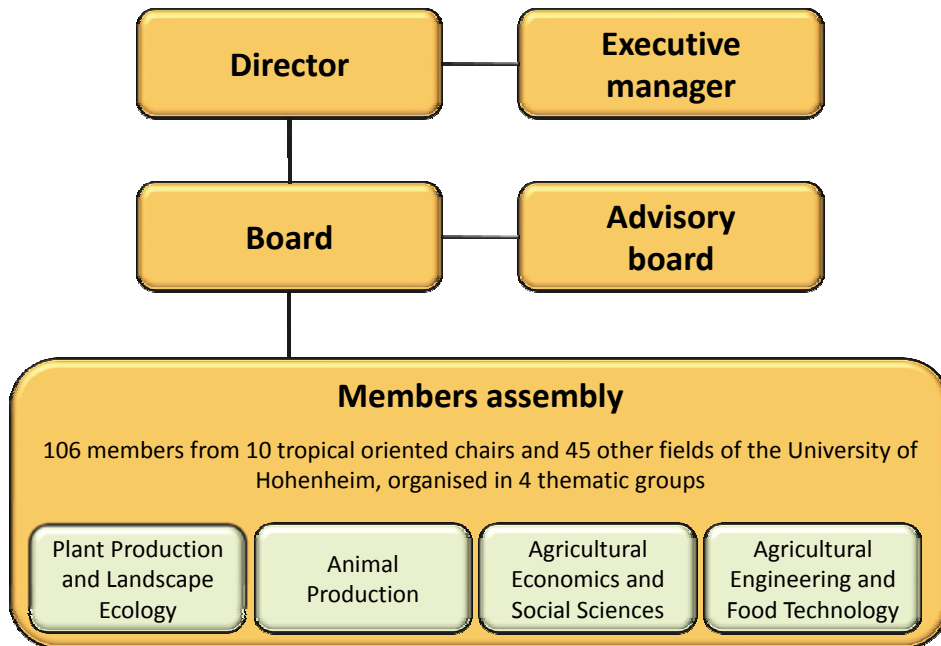 Director
Executive
manager
Board
Advisory
board
Members assembly
106 members from 10 tropical oriented chairs and 45 other fields of the University of
Hohenheim, organised in 4 thematic groups
Plant Production
and Landscape
Ecology
Animal
Production
Agricultural
Economics and
Social Sciences
Agricultural
Engineering and
Food Technology